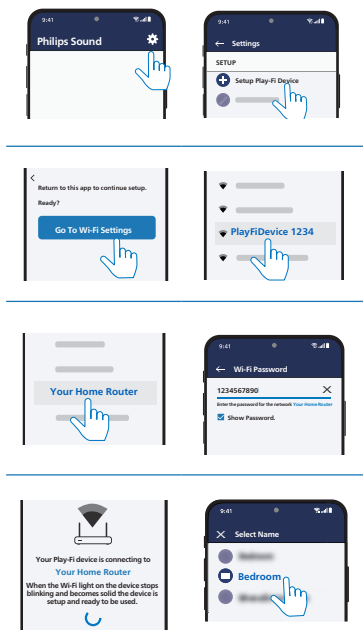 9:41
Philips Sound
9:41
← Settings
SETUP
Setup Play-Fi Device
Return to this app to continue setup.
Ready?
Go To Wi-Fi Settings
PlayFiDevice 1234
Your Home Router
9:41
← Wi-Fi Password
1234567890
Enter the password for the network Your Home Router
Show Password.
Your Play-Fi device is connecting to
Your Home Router
When the Wi-Fi light on the device stops
blinking and becomes solid the device is
setup and ready to be used.
9:41
Select Name
Bedroom